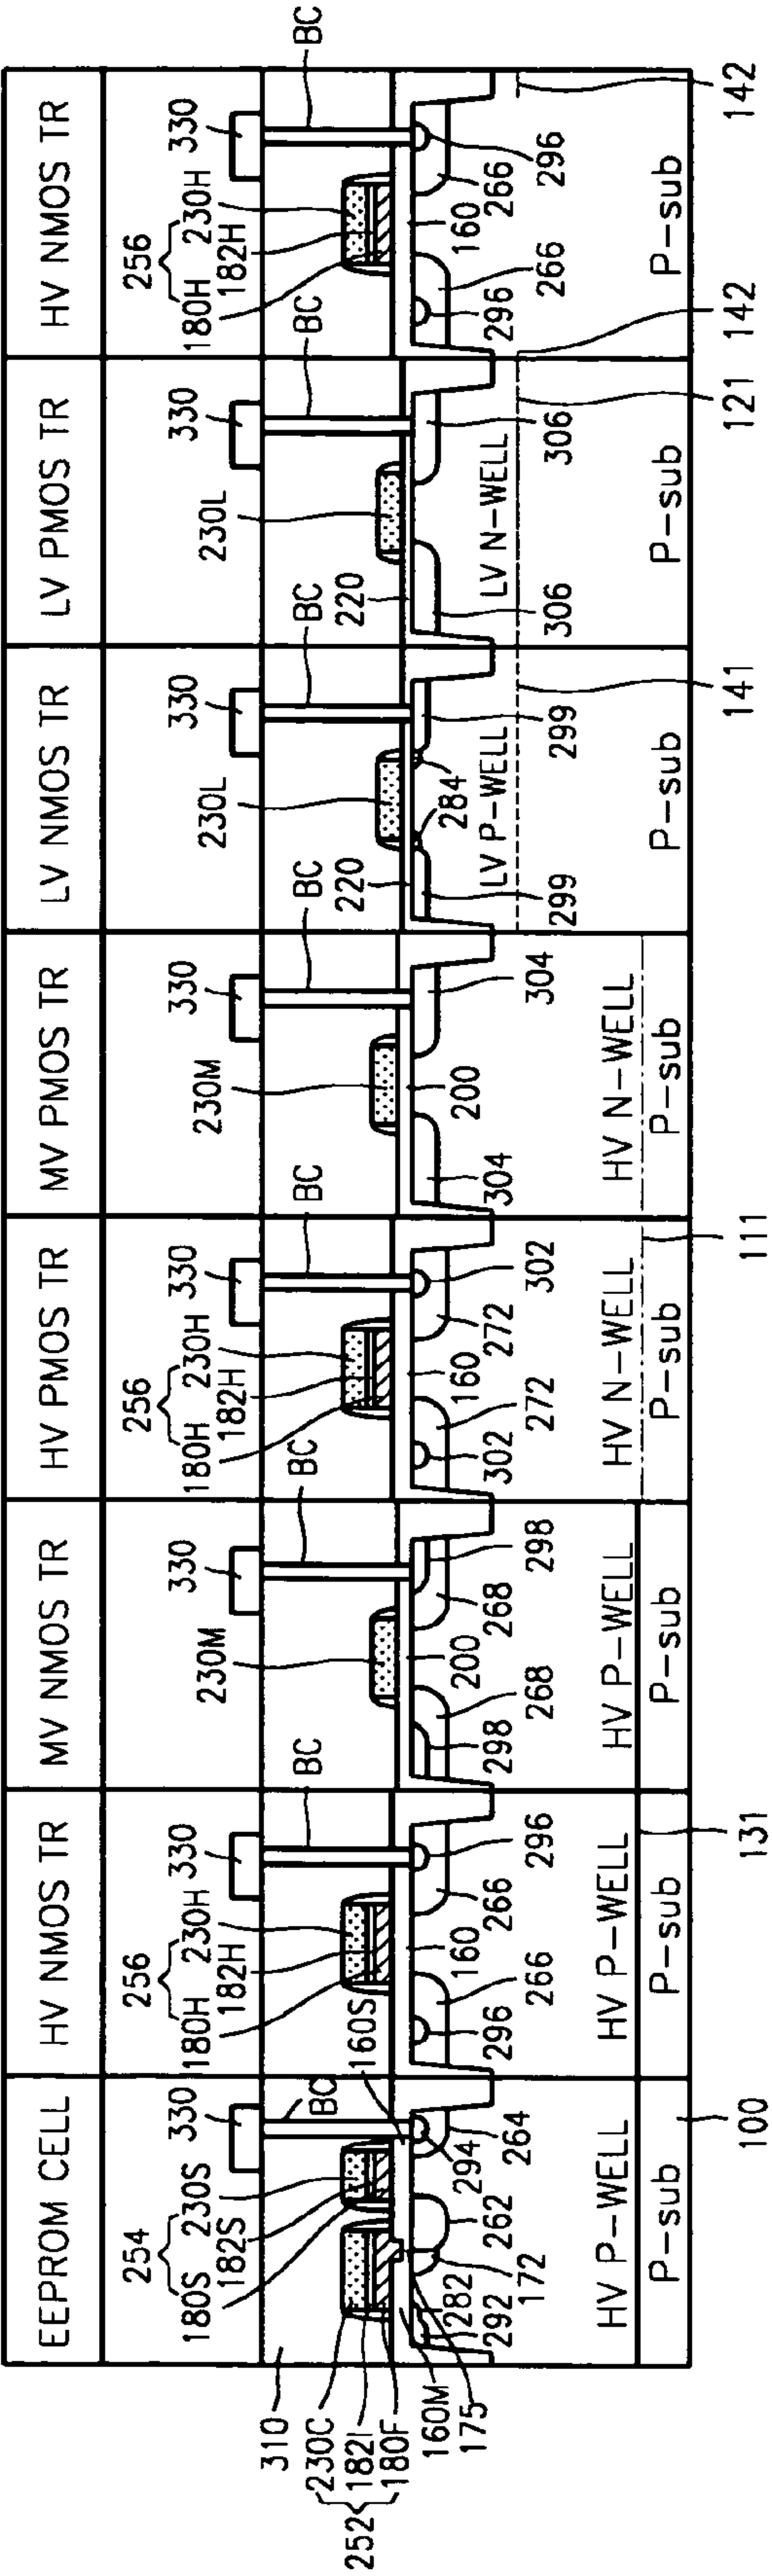 EEPROM CELL
HV NMOS TR
MV NMOS TR
HV PMOS TR
MV PMOS TR
LV NMOS TR
LV PMOS TR
HV NMOS TR
254
256
256
256
180S 230S 330
180H 230H 330
230M 330
180H 230H 330
230M 330
230L 330
230L 330
180H 230H 330
182S
182H
182H
182H
310
BC
BC
BC
BC
BC
BC
BC
BC
230C
252
182I
180F
160M
175
160S
220
220
160
200
160
200
160
294
264
262
172
282
292
296
266
266
296
298
268
268
298
302
272
272
302
304
304
299
284
299
306
306
296
266
266
296
HV P-WELL
HV P-WELL
HV P-WELL
HV N-WELL
HV N-WELL
LV P-WELL
LV N-WELL
P-sub
P-sub
P-sub
P-sub
P-sub
P-sub
P-sub
P-sub
100
131
111
141
121
142
142